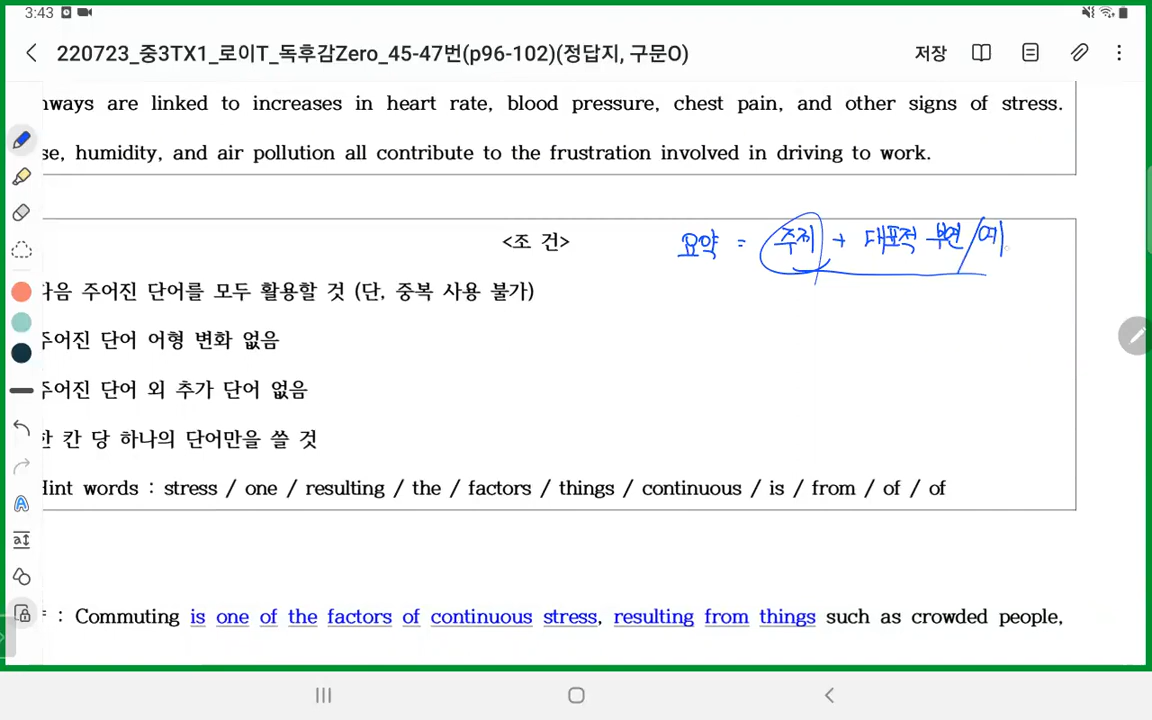 3:43
220723_중3TX1_로이T_독후감Zero_45-47번(p96-102)(정답지, 구문O)
저장
hways are linked to increases in heart rate, blood pressure, chest pain, and other signs of stress.
se, humidity, and air pollution all contribute to the frustration involved in driving to work.
<조 건>
요약 = 주제 + 대표적 부연/예
다음 주어진 단어를 모두 활용할 것 (단, 중복 사용 불가)
주어진 단어 어형 변화 없음
주어진 단어 외 추가 단어 없음
한 칸 당 하나의 단어만을 쓸 것
Hint words : stress / one / resulting / the / factors / things / continuous / is / from / of / of
: Commuting is one of the factors of continuous stress, resulting from things such as crowded people,